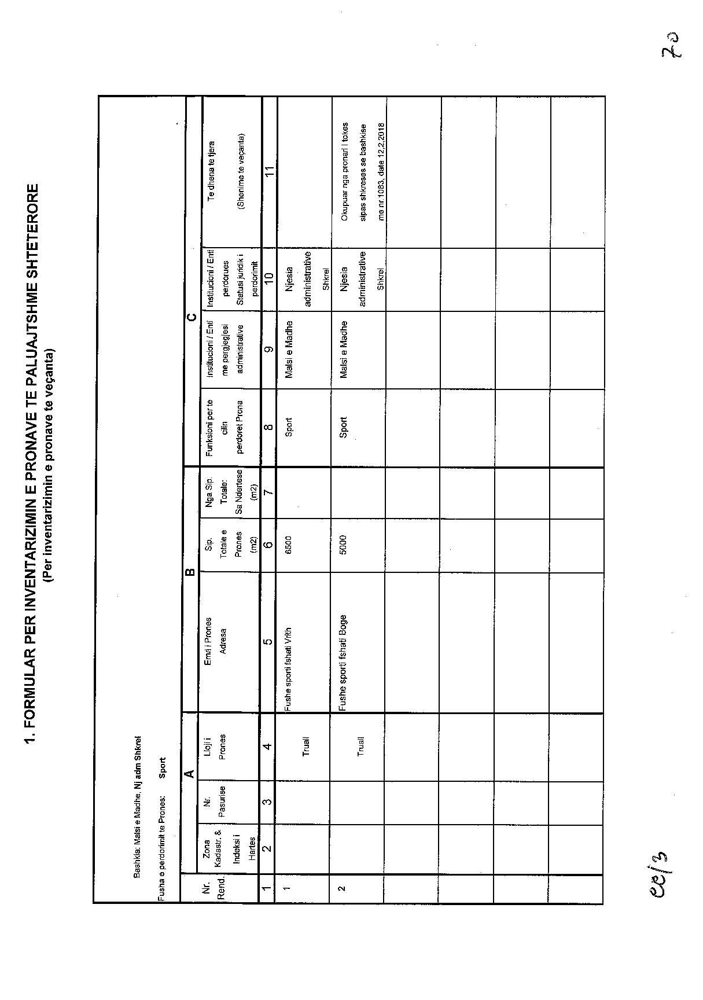 1. FORMULAR PER INVENTARIZIMIN E PRONAVE TE PALUAJTSHME SHTETERORE
(Per inventarizimin e pronave te veçanta)
Bashkia: Malsi e Madhe, Nj adm Shkrel
Fusha e perdorimit te Prones: Sport
A B C
Nr. Rend. | Zona Kadastr. & Indeksi i Hartes | Nr. Pasurise | Lloji i Prones | Emri i Prones Adresa | Sip. Totale e Prones (m2) | Nga Sip. Totale: Sa Ndertese (m2) | Funksioni per te cilin perdoret Prona | Institucioni / Enti me pergjegjesi administrative | Institucioni / Enti perdorues Statusi juridik i perdorimit | Te dhena te tjera (Shenime te veçanta)
1 2 3 4 5 6 7 8 9 10 11
1 | Truall | Fushe sporti fshati Vrith | 6500 | Sport | Malsi e Madhe | Njesia administrative Shkrel
2 | Truall | Fushe sporti fshati Boge | 5000 | Sport | Malsi e Madhe | Njesia administrative Shkrel | Okupuar nga pronari I tokes sipas shkreses se bashkise me nr.1083, date 12,2,2018
70